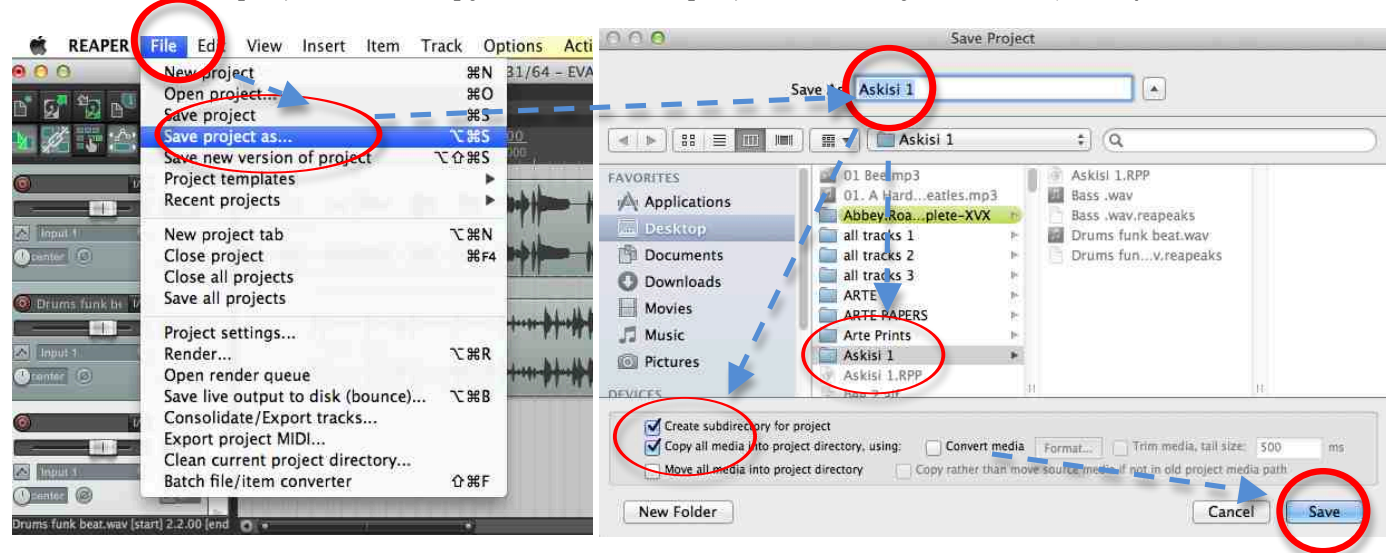 REAPER File Edit View Insert Item Track Options Acti
New project ⌘N
31/64 – EVA
Open project... ⌘O
Save project ⌘S
Save project as... ⌥⌘S
Save new version of project ⌥⇧⌘S
Project templates
Recent projects
New project tab ⌥⌘N
Close project ⌘F4
Close all projects
Save all projects
Project settings...
Render... ⌥⌘R
Open render queue
Save live output to disk (bounce)... ⌥⌘B
Consolidate/Export tracks...
Export project MIDI...
Clean current project directory...
Batch file/item converter ⇧⌘F
Input 1
center
Drums funk be
Input 1
center
Input 1
center
Drums funk beat.wav [start] 2.2.00 [end
Save Project
Save As Askisi 1
Askisi 1
FAVORITES
Applications
Desktop
Documents
Downloads
Movies
Music
Pictures
DEVICES
01 Bee mp3
01. A Hard...eatles.mp3
Abbey.Roa...plete-XVX
all tracks 1
all tracks 2
all tracks 3
ARTE
ARTE PAPERS
Arte Prints
Askisi 1
Askisi 1.RPP
Askisi 1.RPP
Bass .wav
Bass .wav.reapeaks
Drums funk beat.wav
Drums fun...v.reapeaks
Create subdirectory for project
Copy all media into project directory, using: Convert media Format... Trim media, tail size: 500 ms
Move all media into project directory Copy rather than move source media if not in old project media path
New Folder Cancel Save